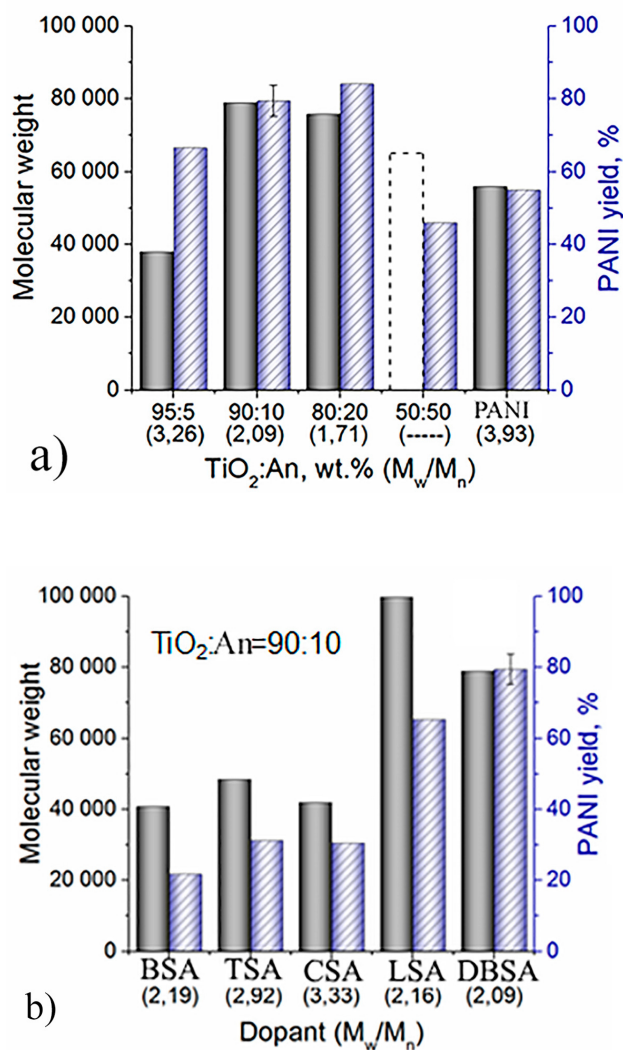 Molecular weight
100 000
80 000
60 000
40 000
20 000
0
100
80
60
40
20
0
PANI yield, %
95:5 90:10 80:20 50:50 PANI
(3,26) (2,09) (1,71) (-----) (3,93)
a)
TiO₂:An, wt.% (Mw/Mn)
Molecular weight
100 000
80 000
60 000
40 000
20 000
0
TiO₂:An=90:10
100
80
60
40
20
0
PANI yield, %
BSA TSA CSA LSA DBSA
(2,19) (2,92) (3,33) (2,16) (2,09)
b)
Dopant (Mw/Mn)